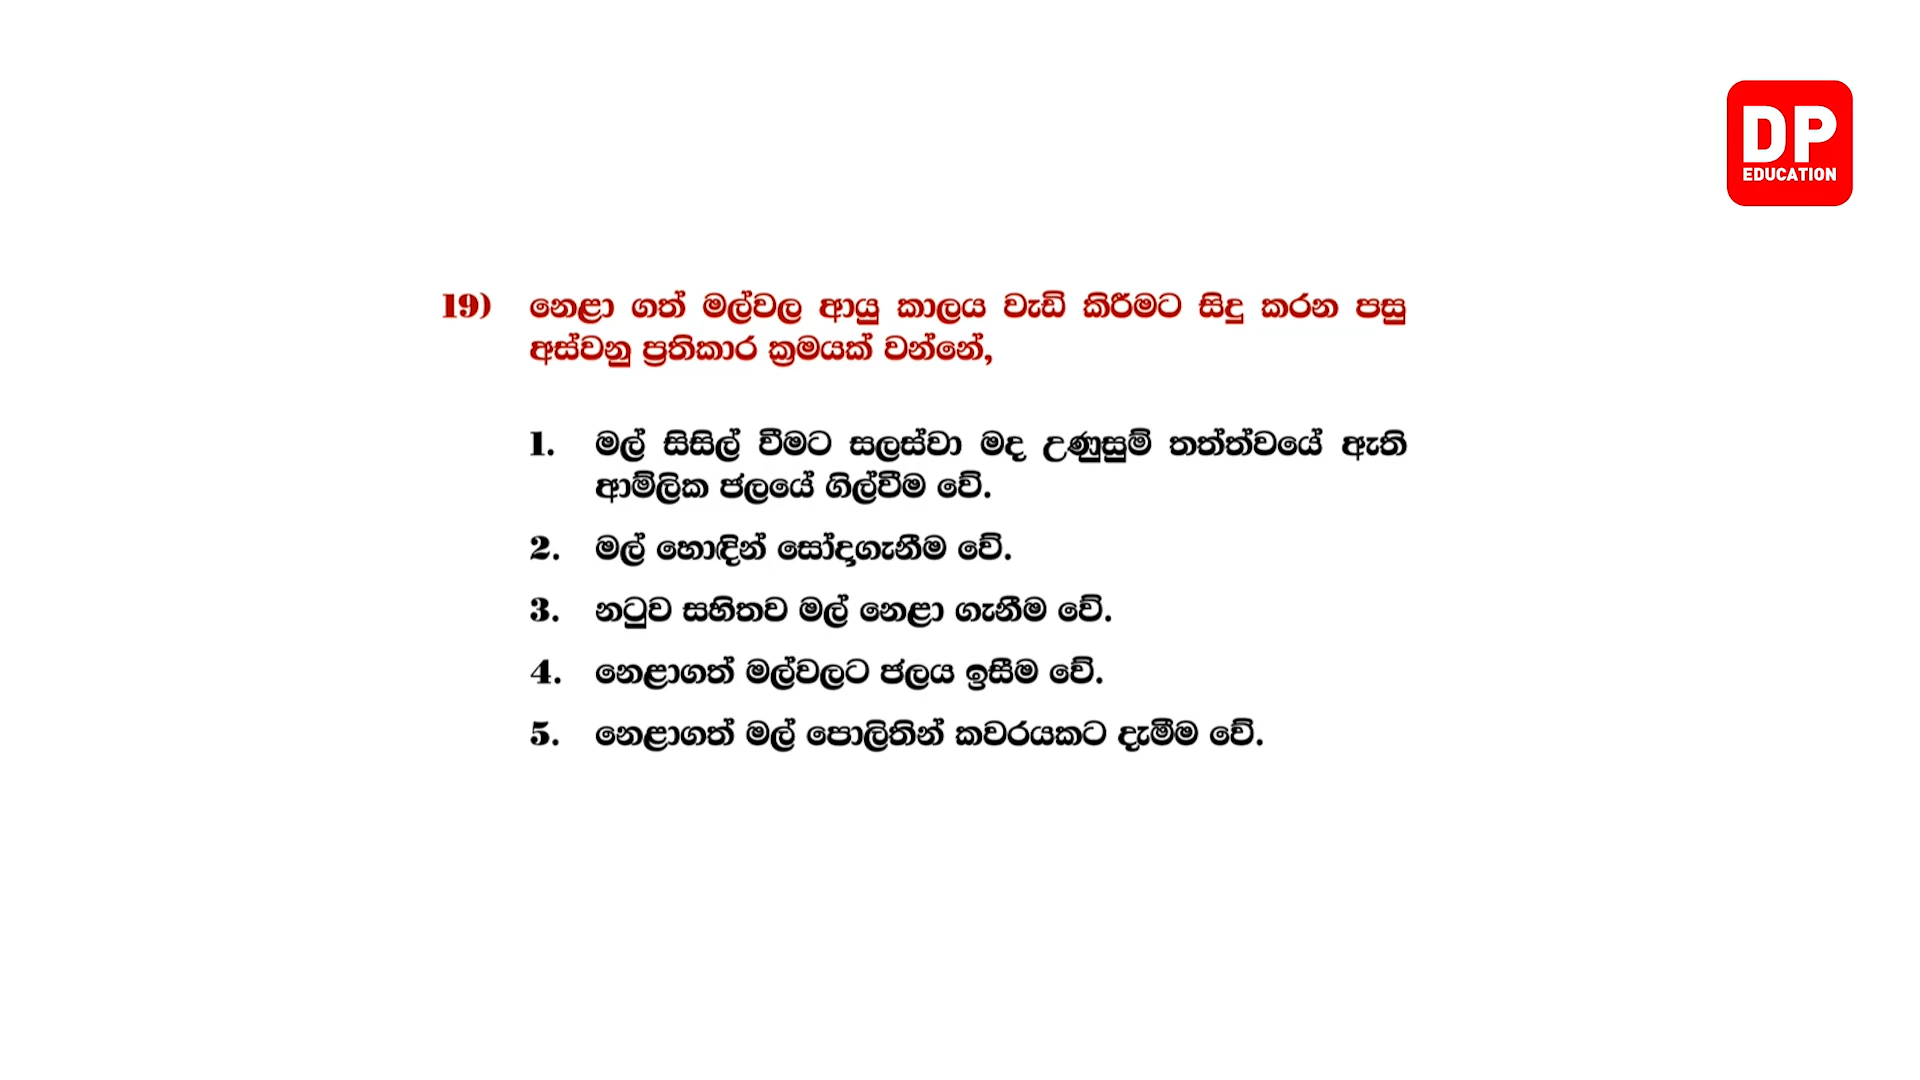 DP
EDUCATION
19) නෙළා ගත් මල්වල ආයු කාලය වැඩි කිරීමට සිදු කරන පසු
අස්වනු ප්‍රතිකාර ක්‍රමයක් වන්නේ,
1. මල් සිසිල් වීමට සලස්වා මද උණුසුම් තත්ත්වයේ ඇති
ආම්ලික ජලයේ ගිල්වීම වේ.
2. මල් හොඳින් සෝදාගැනීම වේ.
3. නටුව සහිතව මල් නෙළා ගැනීම වේ.
4. නෙළාගත් මල්වලට ජලය ඉසීම වේ.
5. නෙළාගත් මල් පොලිතින් කවරයකට දැමීම වේ.